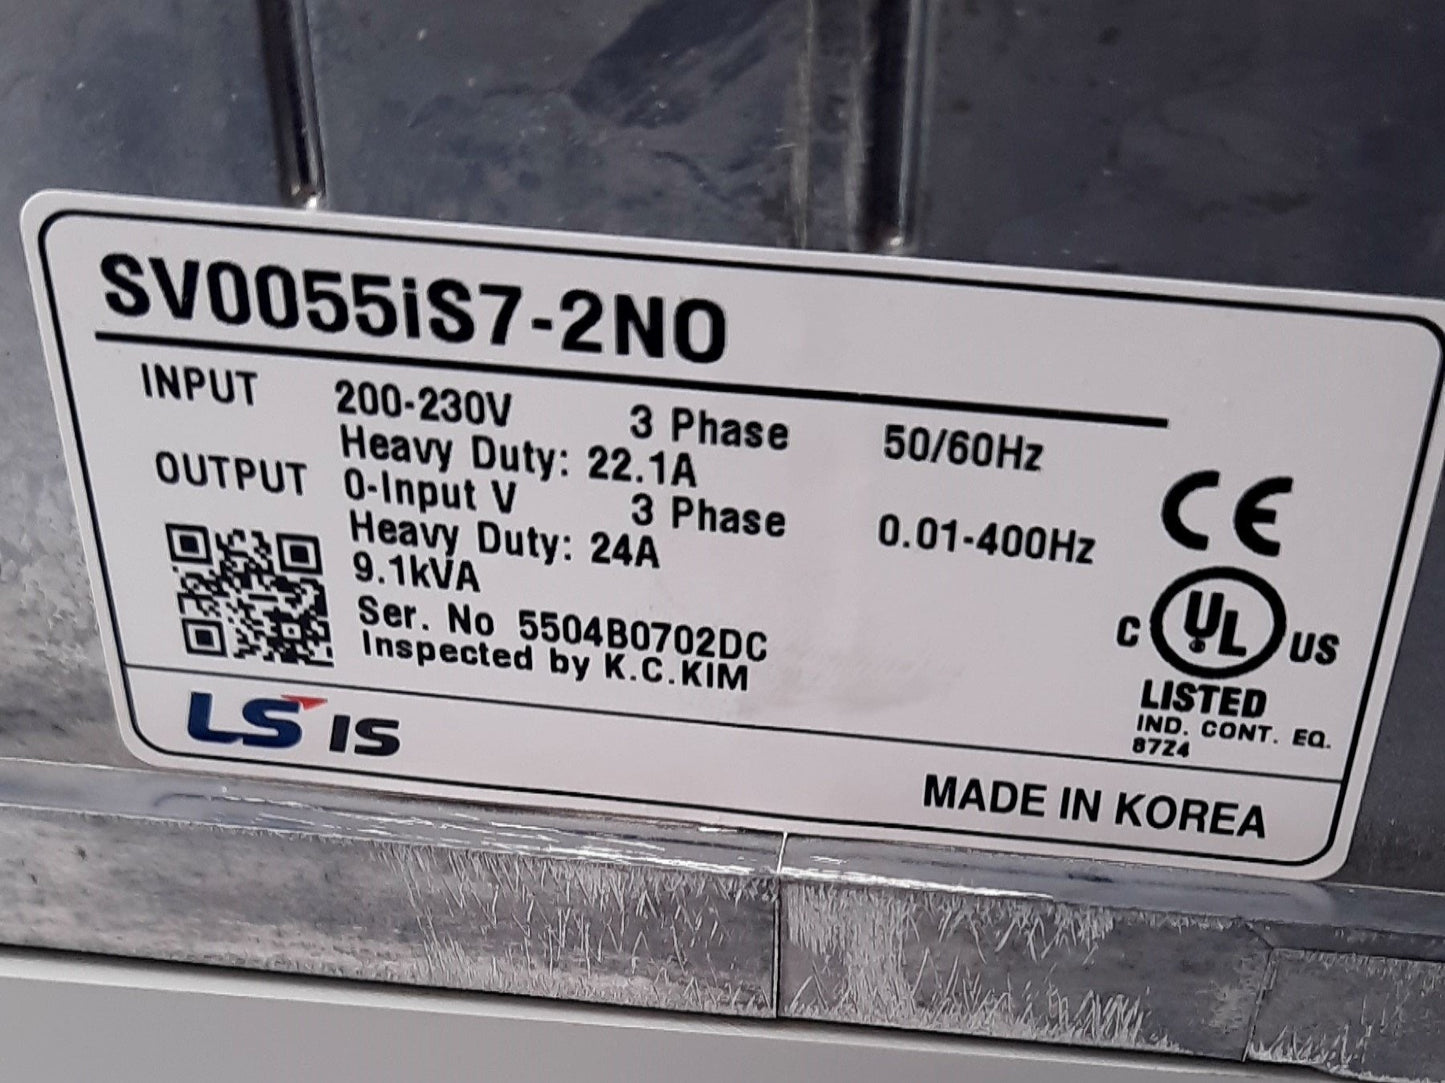 SV0055iS7-2NO
INPUT 200-230V 3 Phase 50/60Hz
Heavy Duty: 22.1A
OUTPUT 0-Input V 3 Phase 0.01-400Hz
Heavy Duty: 24A
9.1kVA
Ser. No 5504B0702DC
Inspected by K.C.KIM
CE
C UL US
LISTED
IND. CONT. EQ.
87Z4
LS IS
MADE IN KOREA